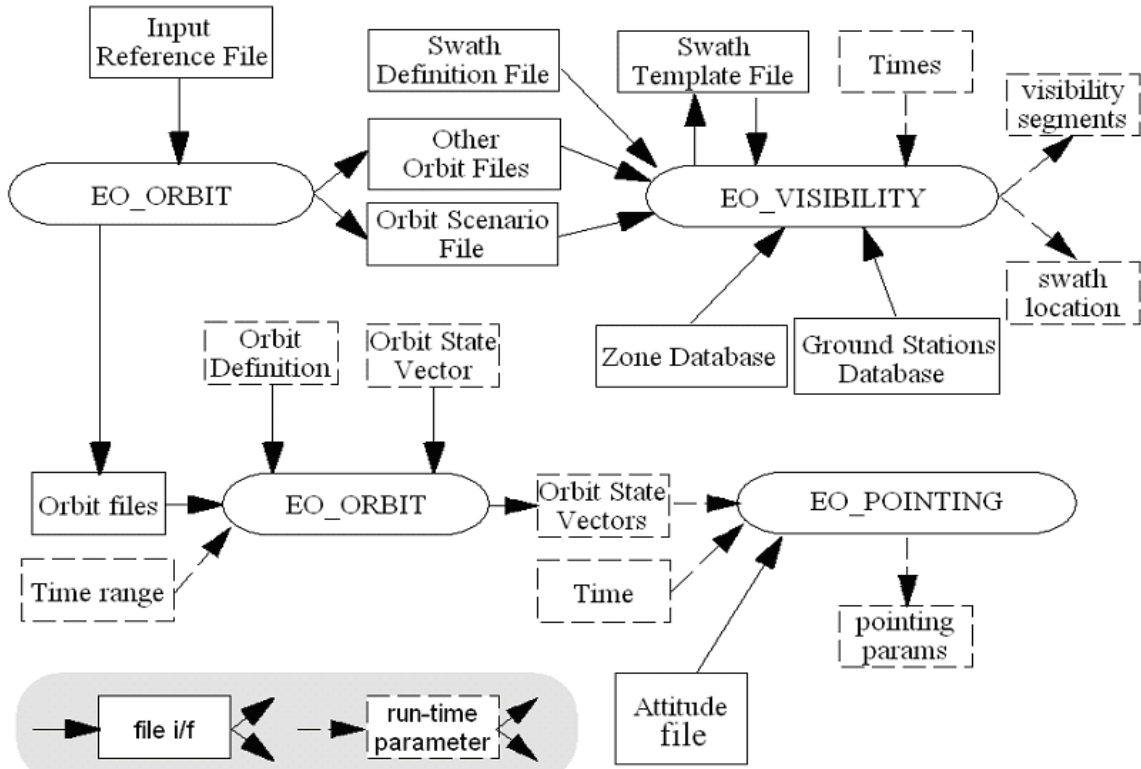 Input
Reference File
Swath
Definition File
Swath
Template File
Times
visibility
segments
Other
Orbit Files
EO_ORBIT
EO_VISIBILITY
Orbit Scenario
File
swath
location
Orbit
Definition
Orbit State
Vector
Zone Database
Ground Stations
Database
Orbit files
EO_ORBIT
Orbit State
Vectors
EO_POINTING
Time range
Time
pointing
params
Attitude
file
file i/f
run-time
parameter